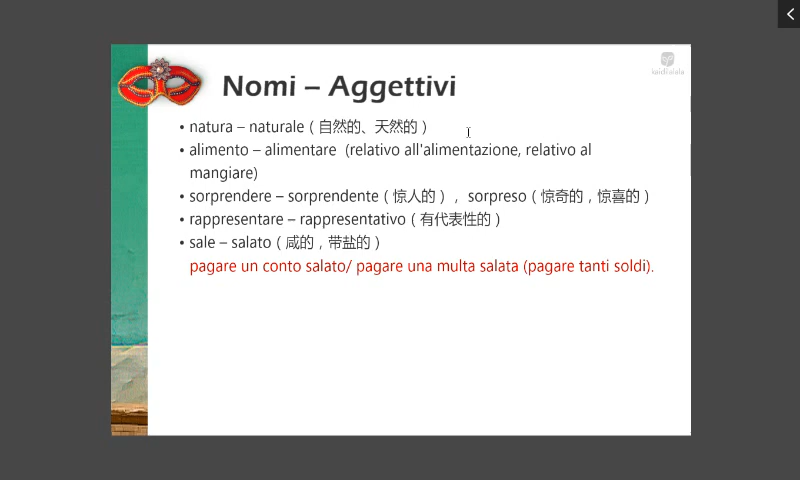 Nomi – Aggettivi
• natura – naturale（自然的、天然的）
• alimento – alimentare (relativo all'alimentazione, relativo al
mangiare)
• sorprendere – sorprendente（惊人的）, sorpreso（惊奇的，惊喜的）
• rappresentare – rappresentativo（有代表性的）
• sale – salato（咸的，带盐的）
pagare un conto salato/ pagare una multa salata (pagare tanti soldi).